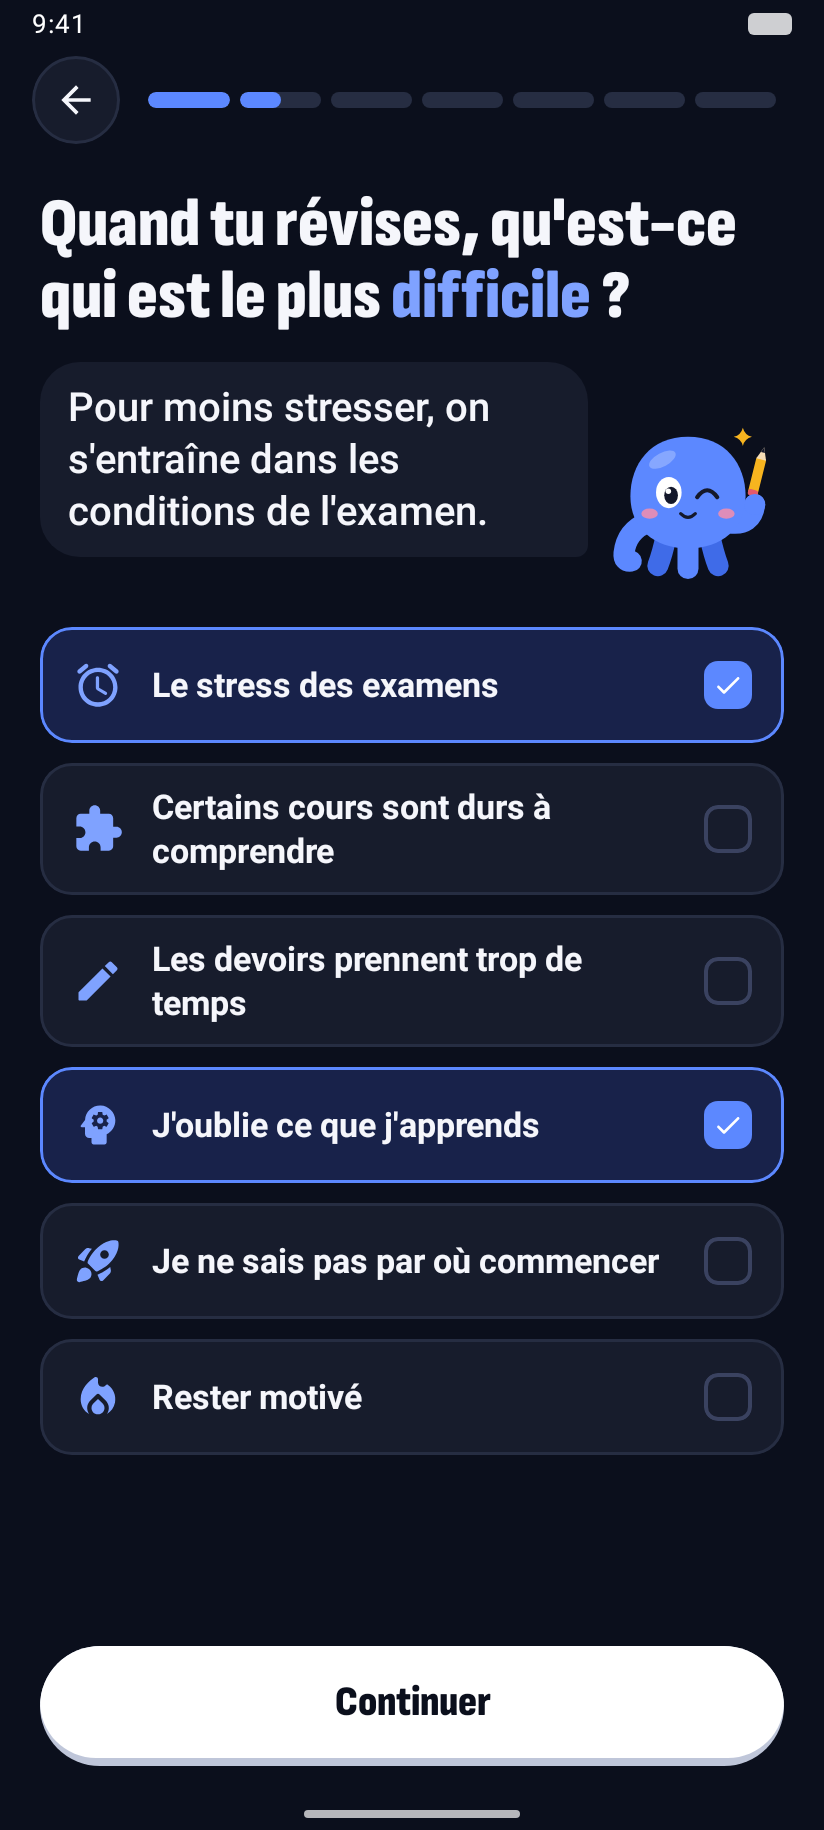 9:41
Quand tu révises, qu'est-ce
qui est le plus difficile ?
Pour moins stresser, on
s'entraîne dans les
conditions de l'examen.
Le stress des examens
Certains cours sont durs à
comprendre
Les devoirs prennent trop de
temps
J'oublie ce que j'apprends
Je ne sais pas par où commencer
Rester motivé
Continuer